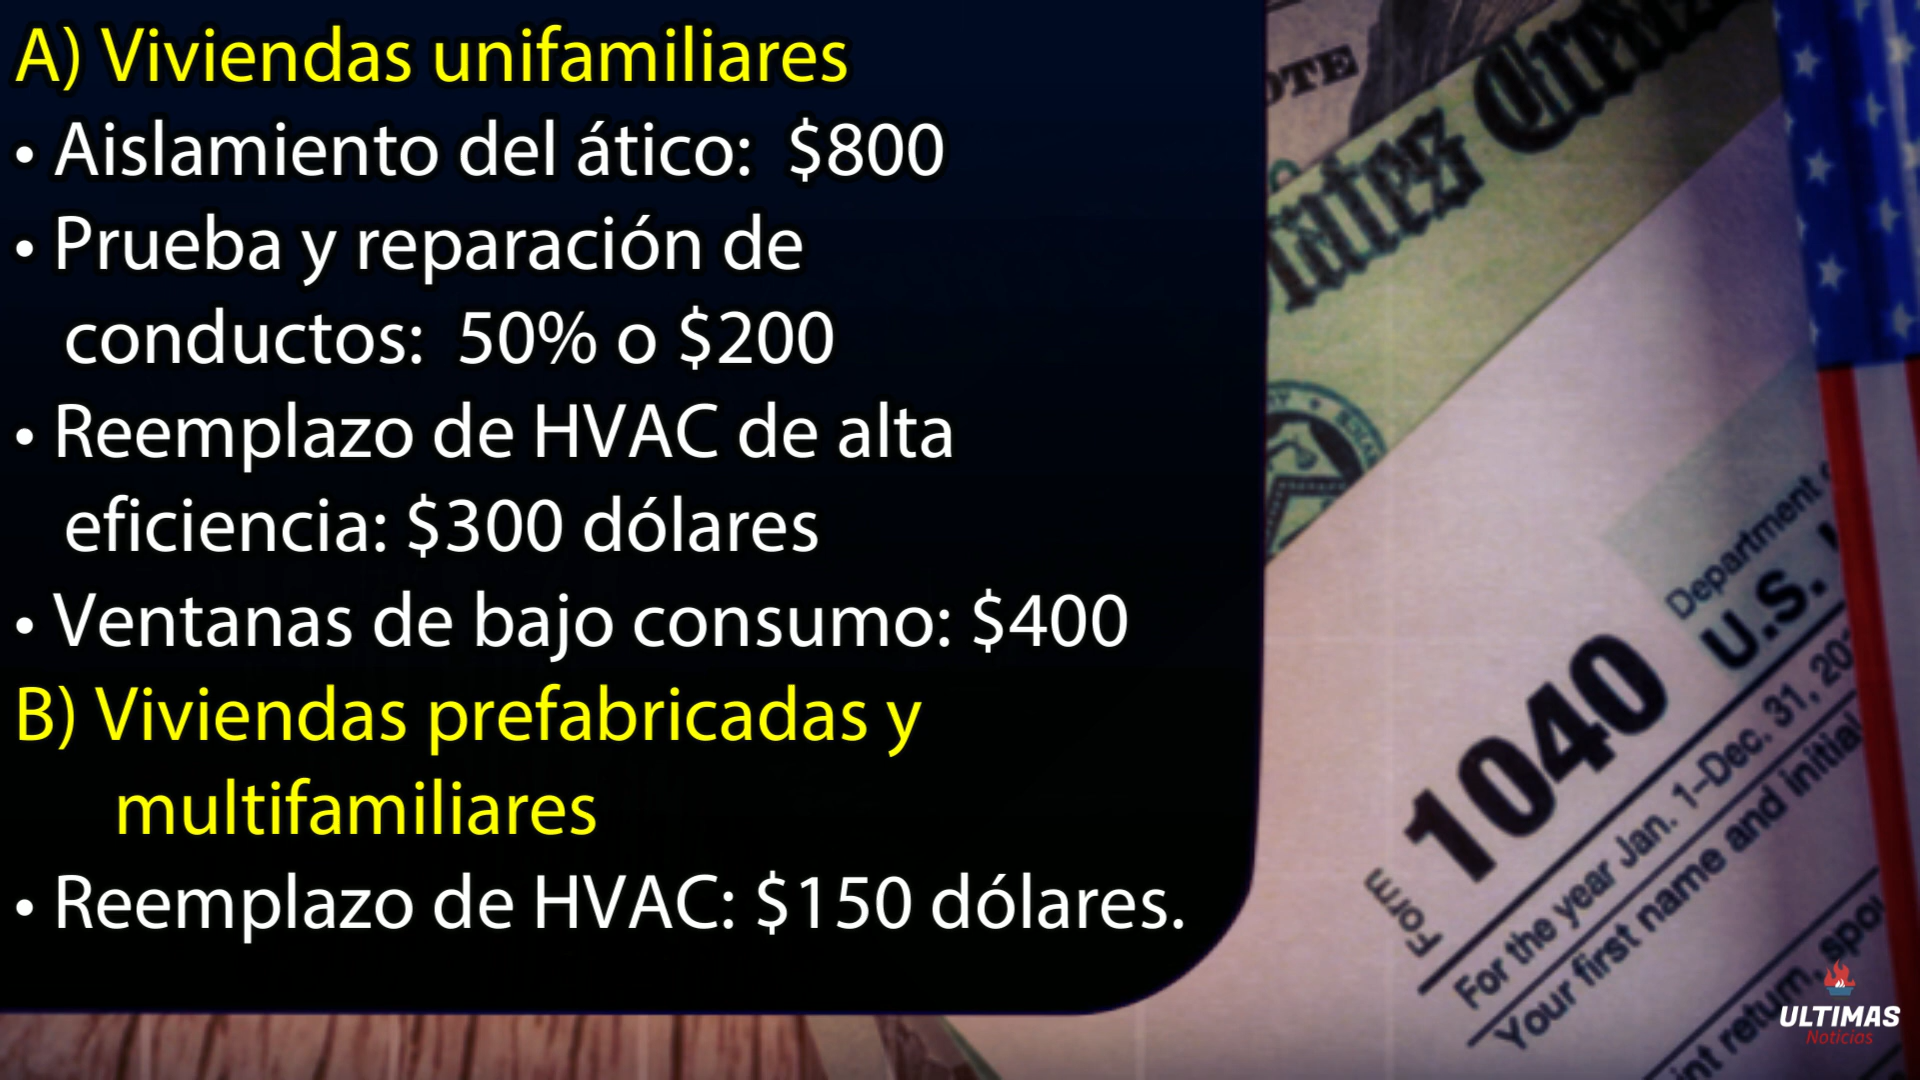 A) Viviendas unifamiliares
• Aislamiento del ático:  $800
• Prueba y reparación de
conductos:  50% o $200
• Reemplazo de HVAC de alta
eficiencia: $300 dólares
• Ventanas de bajo consumo: $400
B) Viviendas prefabricadas y
multifamiliares
• Reemplazo de HVAC: $150 dólares.
Department
U.S.
Form 1040
For the year Jan. 1–Dec. 31, 20
Your first name and initial
return,
ULTIMAS
Noticias